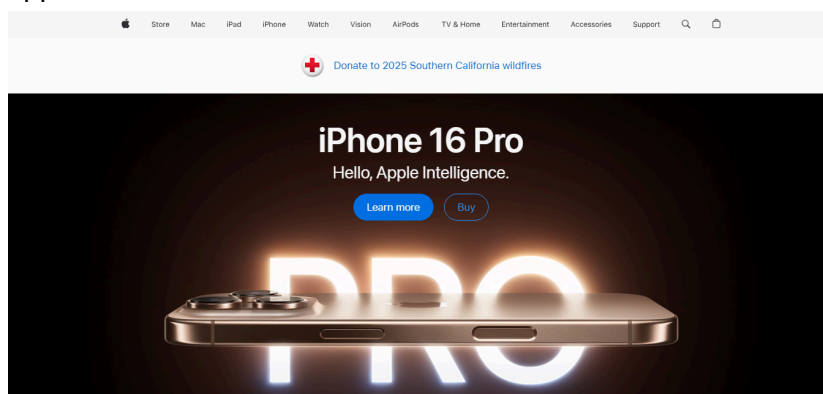 Store Mac iPad iPhone Watch Vision AirPods TV & Home Entertainment Accessories Support
Donate to 2025 Southern California wildfires
iPhone 16 Pro
Hello, Apple Intelligence.
Learn more Buy
PRO